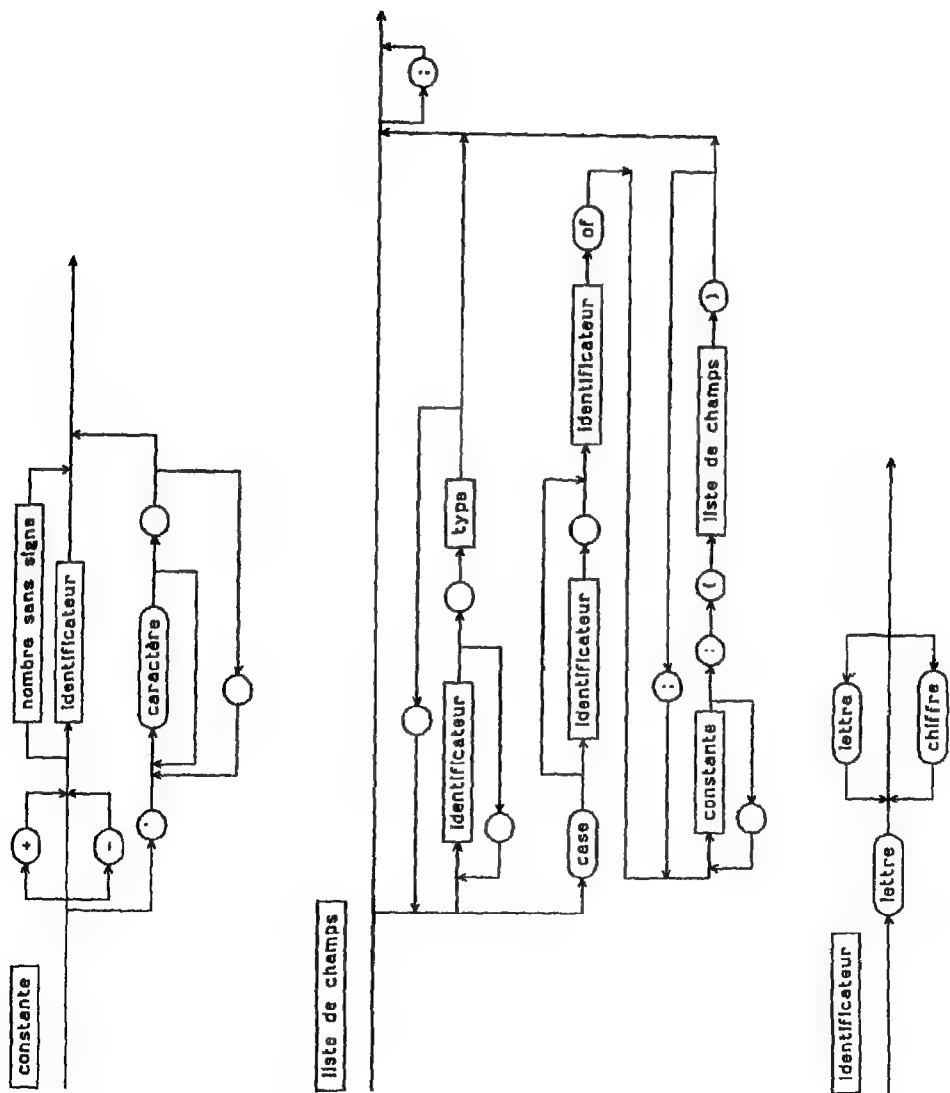 constante
+
-
nombre sans signe
identificateur
'
caractère
liste de champs
identificateur
type
;
case
identificateur
identificateur
of
;
constante
:
(
liste de champs
)
identificateur
lettre
lettre
chiffre